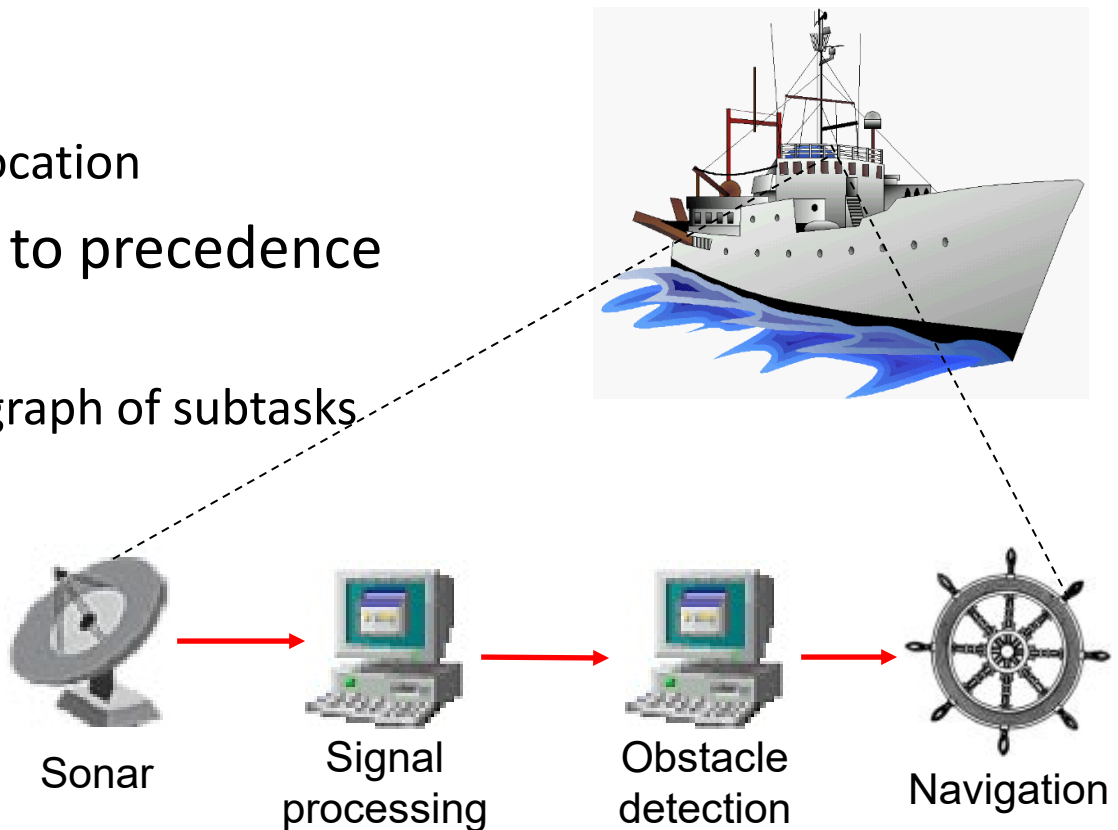 ocation
to precedence
graph of subtasks
Sonar
Signal
processing
Obstacle
detection
Navigation